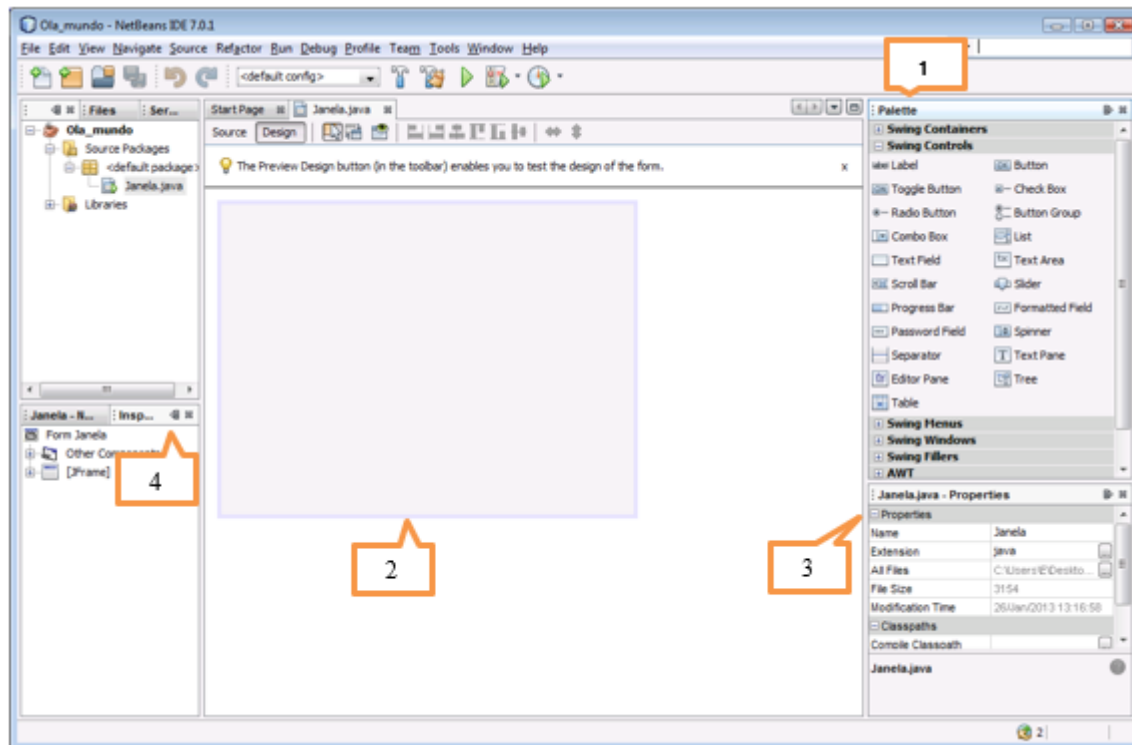 Ola_mundo - NetBeans IDE 7.0.1
File Edit View Navigate Source Refactor Run Debug Profile Team Tools Window Help
1
<default config>
Files Ser...
Ola_mundo
Source Packages
<default package>
Janela.java
Libraries
Start Page Janela.java
Source Design
The Preview Design button (in the toolbar) enables you to test the design of the form. x
Palette
Swing Containers
Swing Controls
Label Button
Toggle Button Check Box
Radio Button Button Group
Combo Box List
Text Field Text Area
Scroll Bar Slider
Progress Bar Formatted Field
Password Field Spinner
Separator Text Pane
Editor Pane Tree
Table
Swing Menus
Swing Windows
Swing Fillers
AWT
Janela - N... Insp...
Form Janela
Other
[JFrame]
4
2
3
Janela.java - Properties
Properties
Name Janela
Extension java
All Files C:\Users\E\Deskto...
File Size 3154
Modification Time 26/Jan/2013 13:16:58
Classpaths
Compile Classpath
Janela.java
2